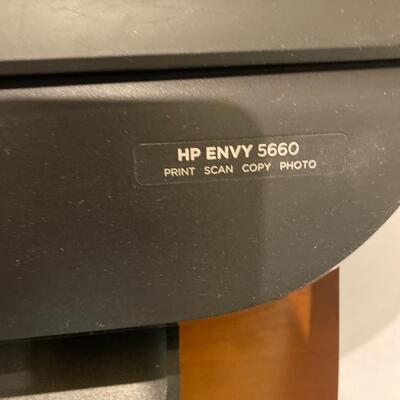 HP ENVY 5660
PRINT SCAN COPY PHOTO